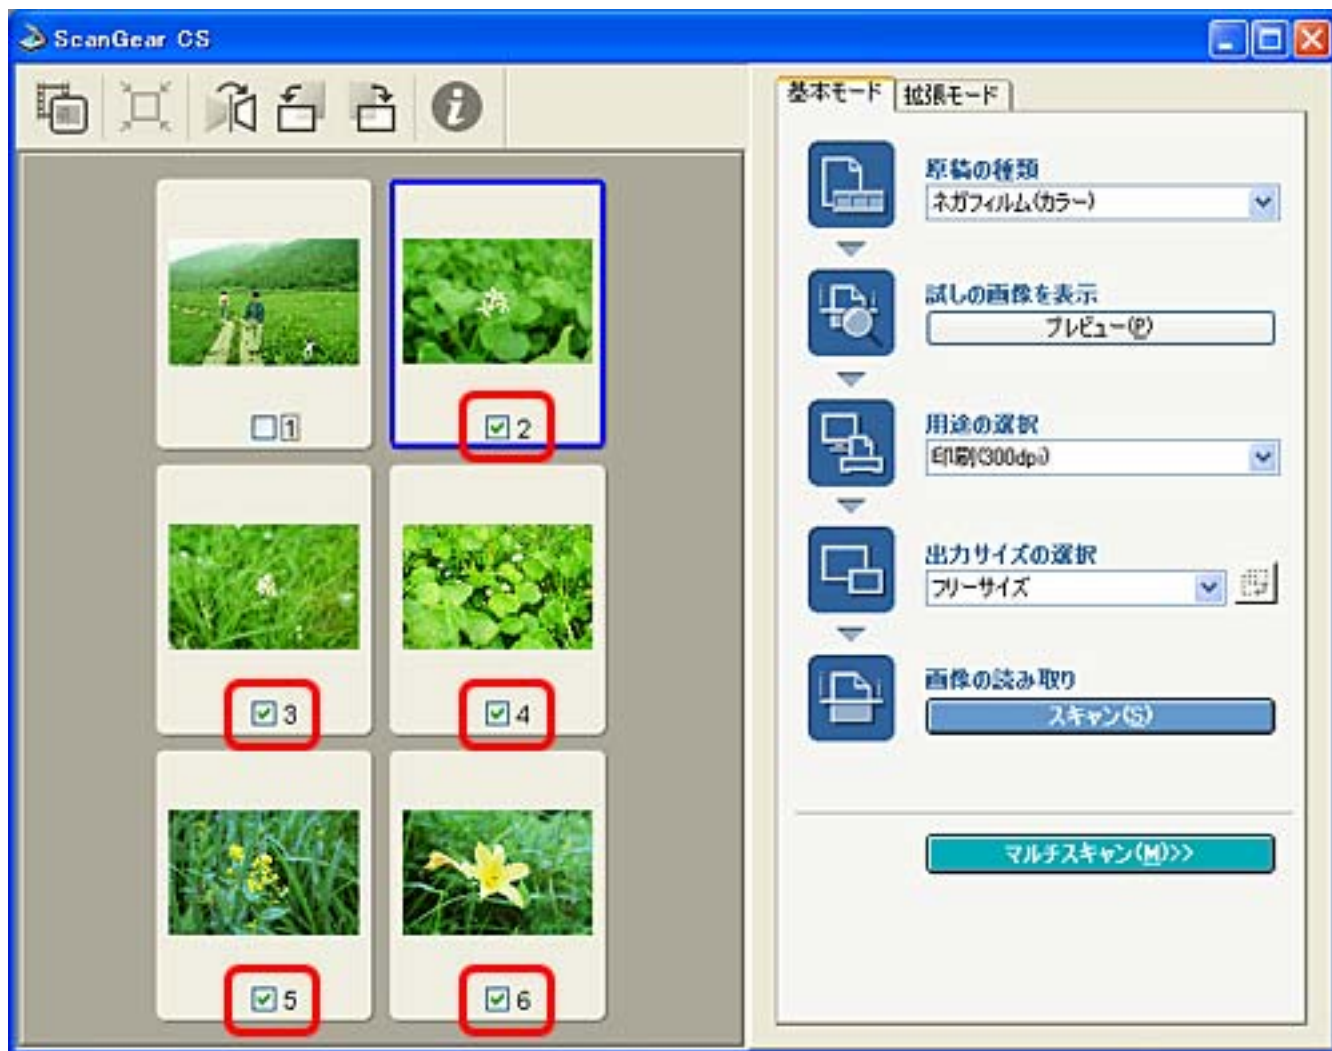 ScanGear CS
基本モード 拡張モード
原稿の種類
ネガフィルム(カラー)
試しの画像を表示
プレビュー(P)
用途の選択
印刷(300dpi)
出力サイズの選択
フリーサイズ
画像の読み取り
スキャン(S)
マルチスキャン(M)>>
1
2
3
4
5
6